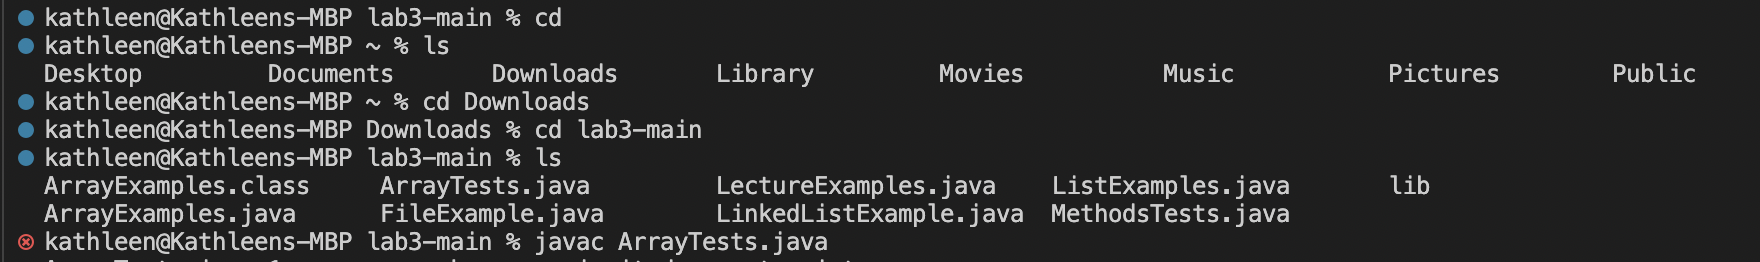 kathleen@Kathleens-MBP lab3-main % cd
kathleen@Kathleens-MBP ~ % ls
Desktop Documents Downloads Library Movies Music Pictures Public
kathleen@Kathleens-MBP ~ % cd Downloads
kathleen@Kathleens-MBP Downloads % cd lab3-main
kathleen@Kathleens-MBP lab3-main % ls
ArrayExamples.class ArrayTests.java LectureExamples.java ListExamples.java lib
ArrayExamples.java FileExample.java LinkedListExample.java MethodsTests.java
kathleen@Kathleens-MBP lab3-main % javac ArrayTests.java